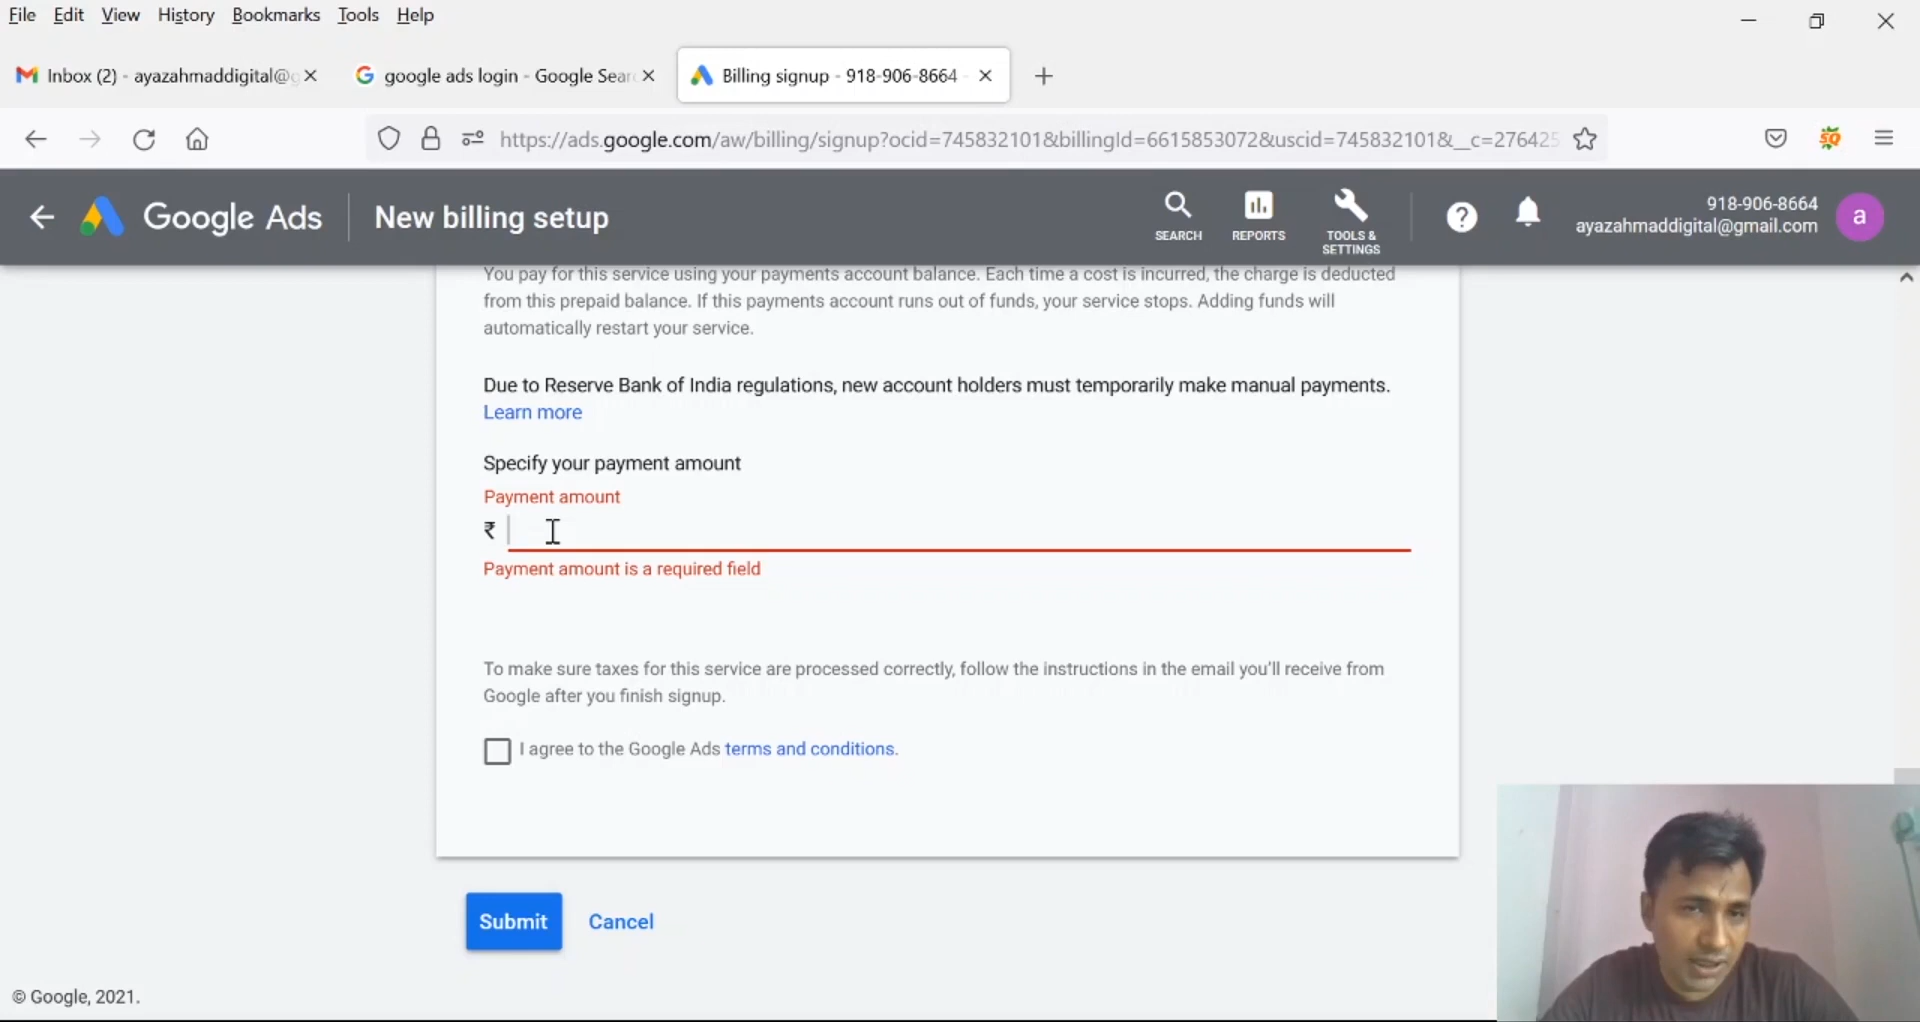 File Edit View History Bookmarks Tools Help
Inbox (2) - ayazahmaddigital@g
google ads login - Google Sear
Billing signup - 918-906-8664 -
https://ads.google.com/aw/billing/signup?ocid=745832101&billingId=6615853072&uscid=745832101&__c=276425
Google Ads
New billing setup
SEARCH
REPORTS
TOOLS &
SETTINGS
918-906-8664
ayazahmaddigital@gmail.com
a
You pay for this service using your payments account balance. Each time a cost is incurred, the charge is deducted
from this prepaid balance. If this payments account runs out of funds, your service stops. Adding funds will
automatically restart your service.
Due to Reserve Bank of India regulations, new account holders must temporarily make manual payments.
Learn more
Specify your payment amount
Payment amount
₹
Payment amount is a required field
To make sure taxes for this service are processed correctly, follow the instructions in the email you'll receive from
Google after you finish signup.
I agree to the Google Ads terms and conditions.
Submit Cancel
© Google, 2021.